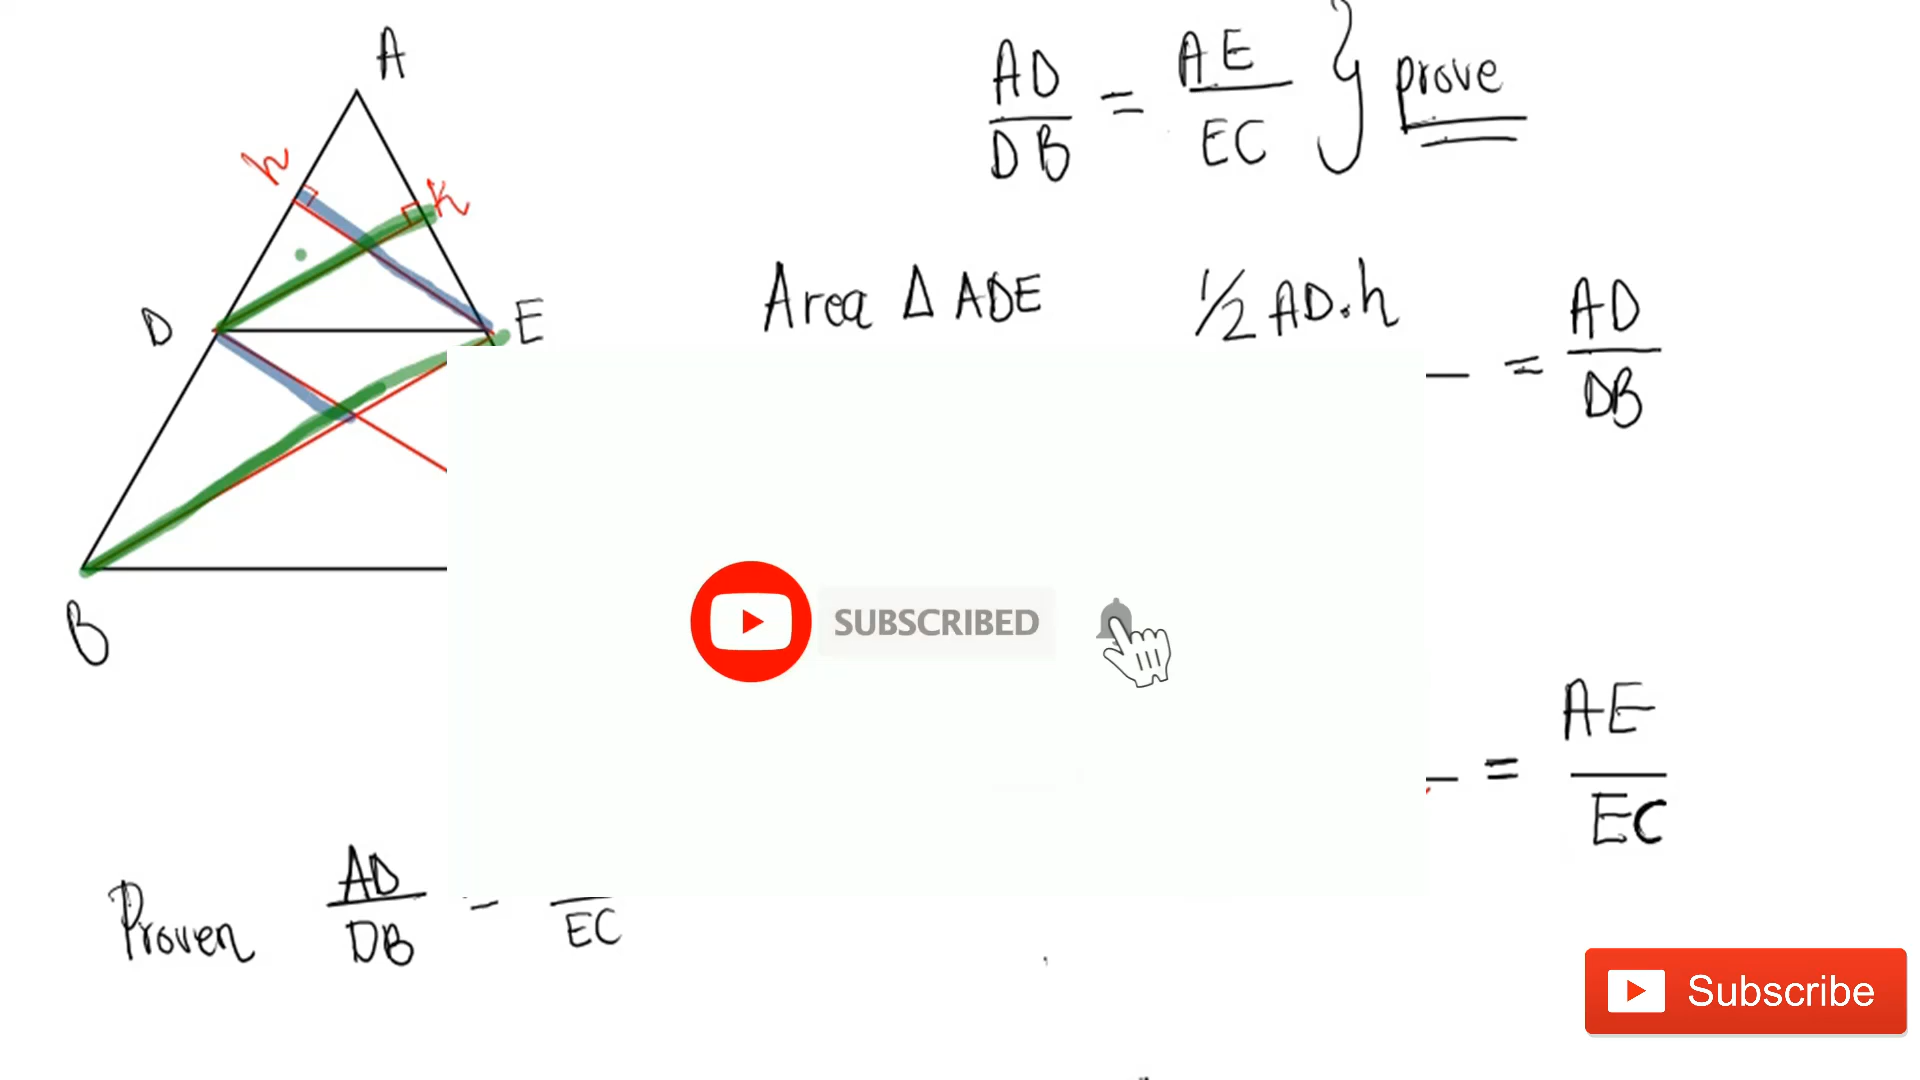 A
AD/DB = AE/EC } prove
h
k
D
E
Area Δ ADE 1/2 AD.h = AD/DB
SUBSCRIBED
B
= AE/EC
Proven AD/DB = /EC
Subscribe